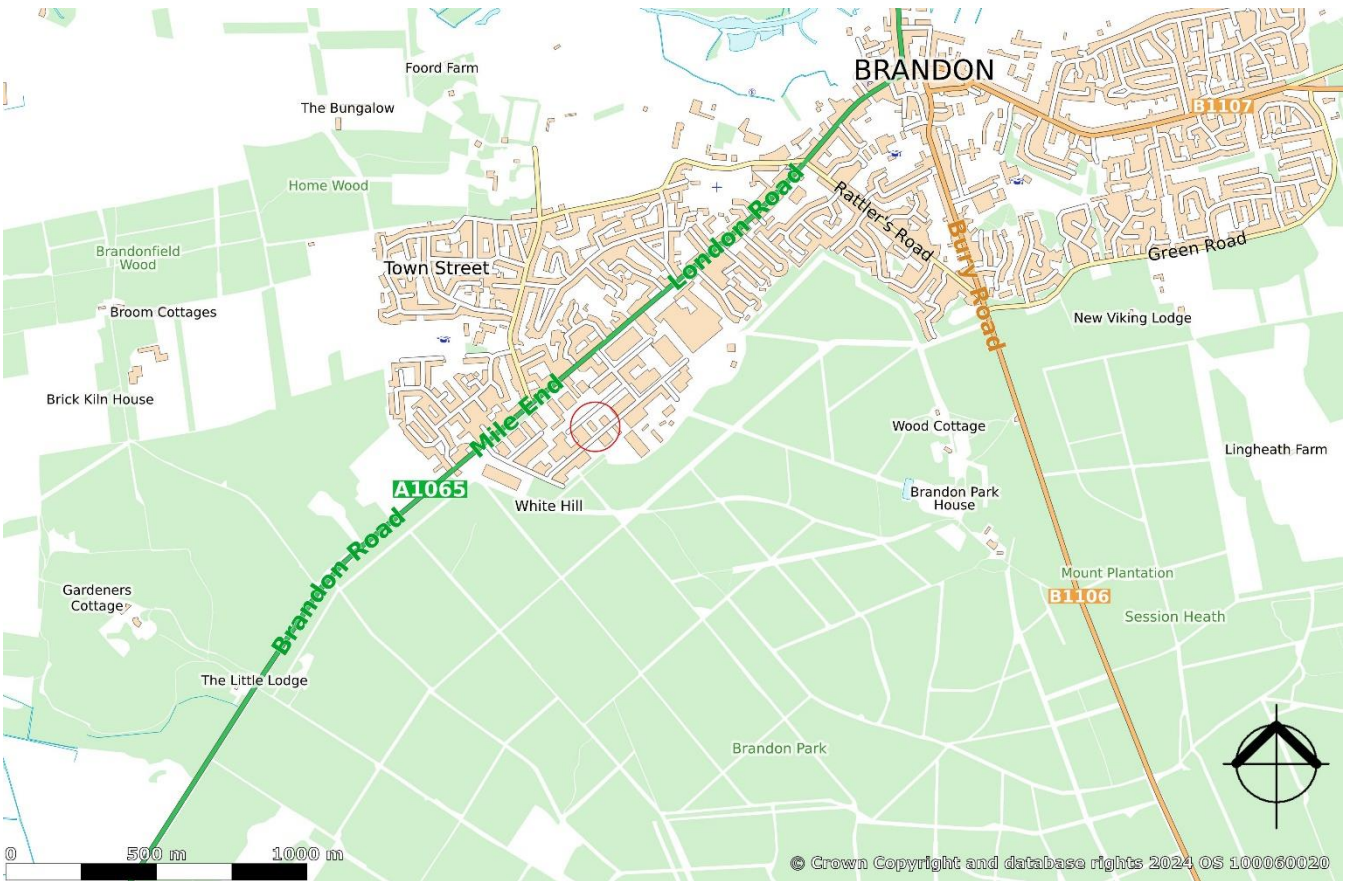 BRANDON
Foord Farm
The Bungalow
B1107
Home Wood
Rattler's Road
London Road
Bury Road
Green Road
Brandonfield
Wood
Town Street
Broom Cottages
New Viking Lodge
Brick Kiln House
Mile End
Wood Cottage
Lingheath Farm
A1065
White Hill
Brandon Park
House
Brandon Road
Mount Plantation
B1106
Gardeners
Cottage
Session Heath
The Little Lodge
Brandon Park
0 500 m 1000 m
© Crown Copyright and database rights 2024 OS 100060020